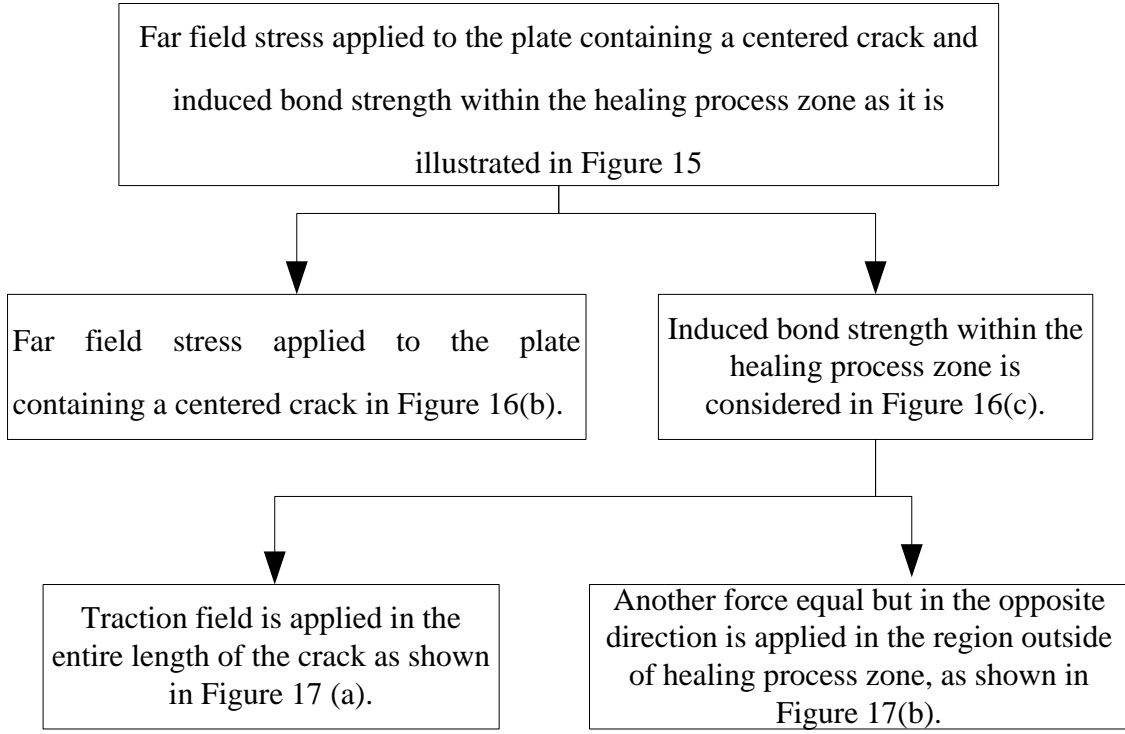 Far field stress applied to the plate containing a centered crack and
induced bond strength within the healing process zone as it is
illustrated in Figure 15
Far field stress applied to the plate
containing a centered crack in Figure 16(b).
Induced bond strength within the
healing process zone is
considered in Figure 16(c).
Traction field is applied in the
entire length of the crack as shown
in Figure 17 (a).
Another force equal but in the opposite
direction is applied in the region outside
of healing process zone, as shown in
Figure 17(b).